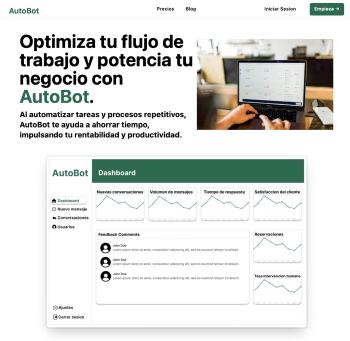 AutoBot
Precios Blog Iniciar Sesion Empieza →
Optimiza tu flujo de
trabajo y potencia tu
negocio con
AutoBot.
Al automatizar tareas y procesos repetitivos,
AutoBot te ayuda a ahorrar tiempo,
impulsando tu rentabilidad y productividad.
AutoBot
Dashboard
Dashboard
Nuevo mensaje
Conversaciones
Usuarios
Ajustes
Cerrar sesion
Nuevas conversaciones
Volumen de mensajes
Tiempo de respuesta
Satisfaccion del cliente
Feedback Comments
John Doe
Lorem ipsum dolor sit amet, consectetur adipiscing elit, sed do eiusmod tempor incididunt.
John Doe
Lorem ipsum dolor sit amet, consectetur adipiscing elit, sed do eiusmod tempor incididunt.
John Doe
Lorem ipsum dolor sit amet, consectetur adipiscing elit, sed do eiusmod tempor incididunt.
Reservaciones
Tasa intervencion humana